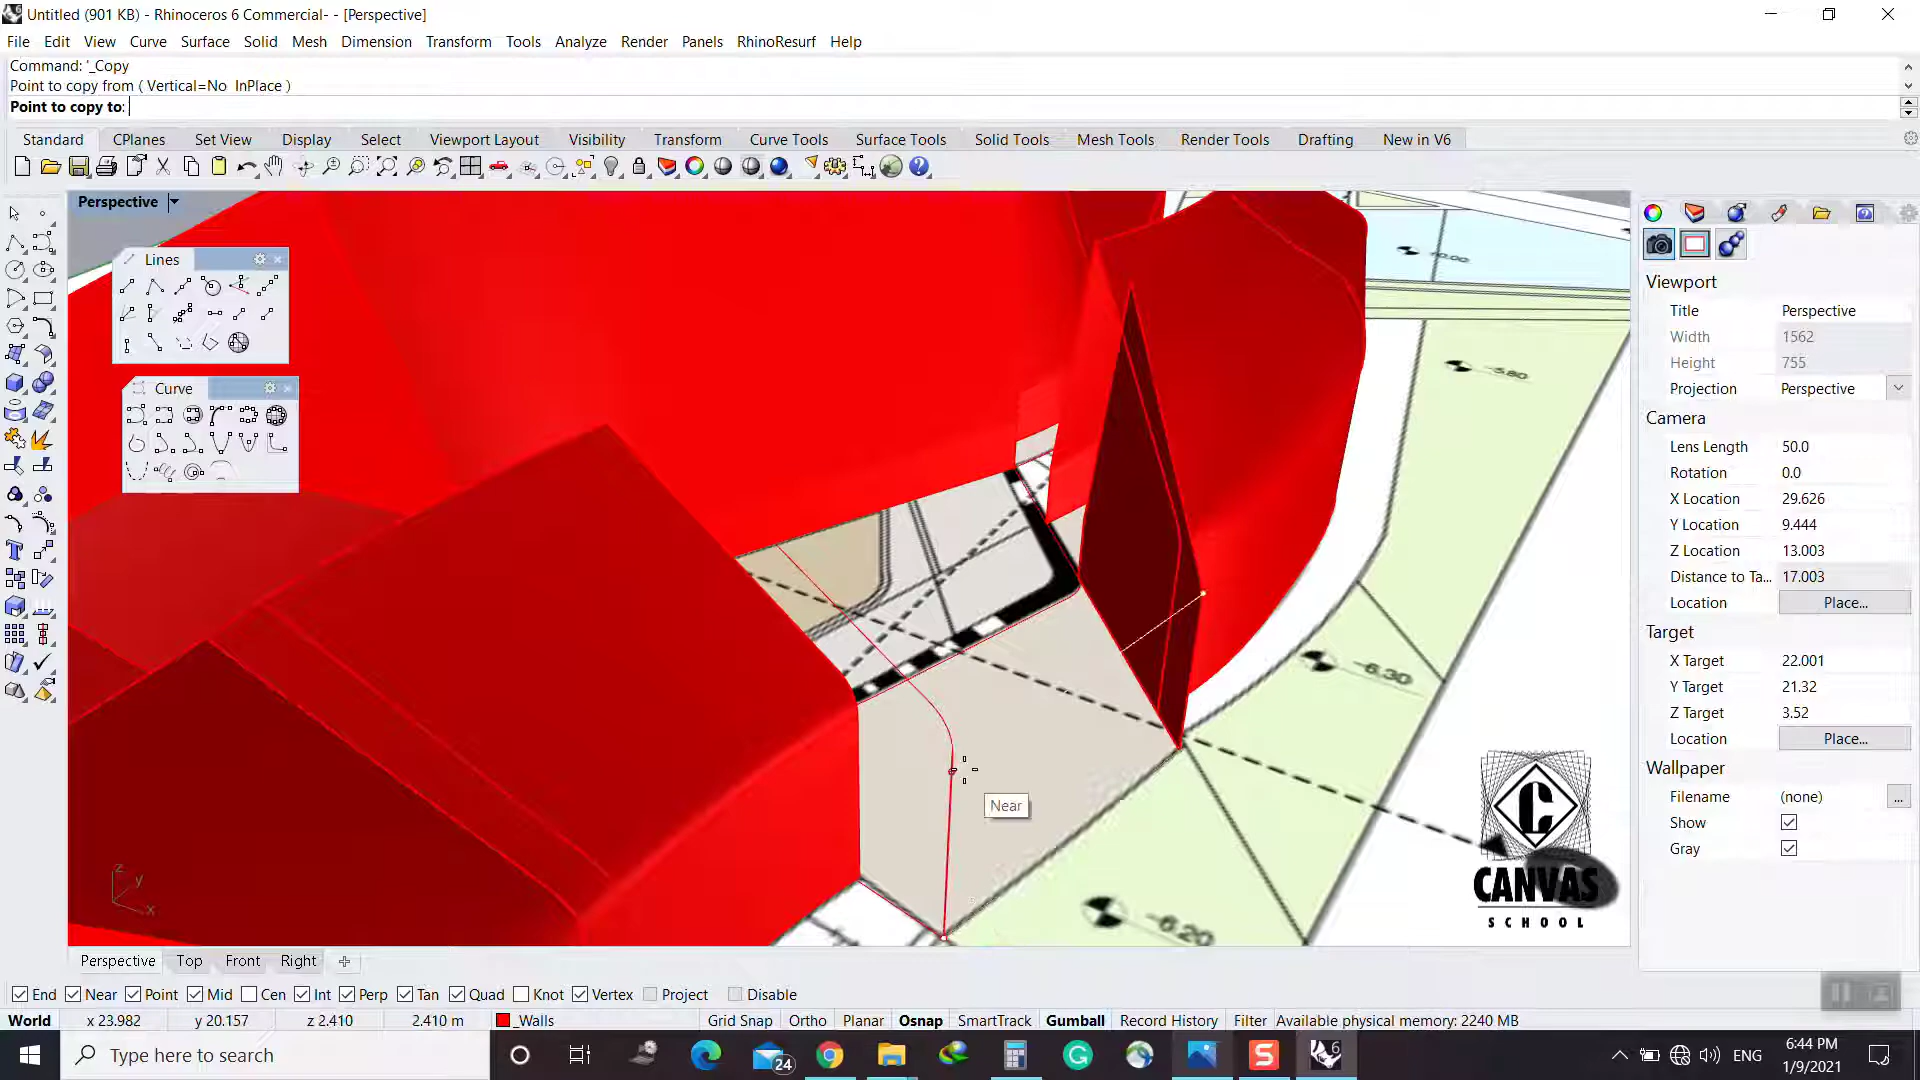 Untitled (901 KB) - Rhinoceros 6 Commercial- - [Perspective]
File Edit View Curve Surface Solid Mesh Dimension Transform Tools Analyze Render Panels RhinoResurf Help
Command: '_Copy
Point to copy from ( Vertical=No InPlace )
Point to copy to:
Standard CPlanes Set View Display Select Viewport Layout Visibility Transform Curve Tools Surface Tools Solid Tools Mesh Tools Render Tools Drafting New in V6
Perspective
Lines
Curve
Near
-5.80
-6.30
-6.20
z
y
x
CANVAS
SCHOOL
Viewport
Title Perspective
Width 1562
Height 755
Projection Perspective
Camera
Lens Length 50.0
Rotation 0.0
X Location 29.626
Y Location 9.444
Z Location 13.003
Distance to Ta... 17.003
Location Place...
Target
X Target 22.001
Y Target 21.32
Z Target 3.52
Location Place...
Wallpaper
Filename (none) ...
Show
Gray
Perspective Top Front Right
End Near Point Mid Cen Int Perp Tan Quad Knot Vertex Project Disable
World x 23.982 y 20.157 z 2.410 2.410 m _Walls Grid Snap Ortho Planar Osnap SmartTrack Gumball Record History Filter Available physical memory: 2240 MB
Type here to search
24
ENG
6:44 PM
1/9/2021